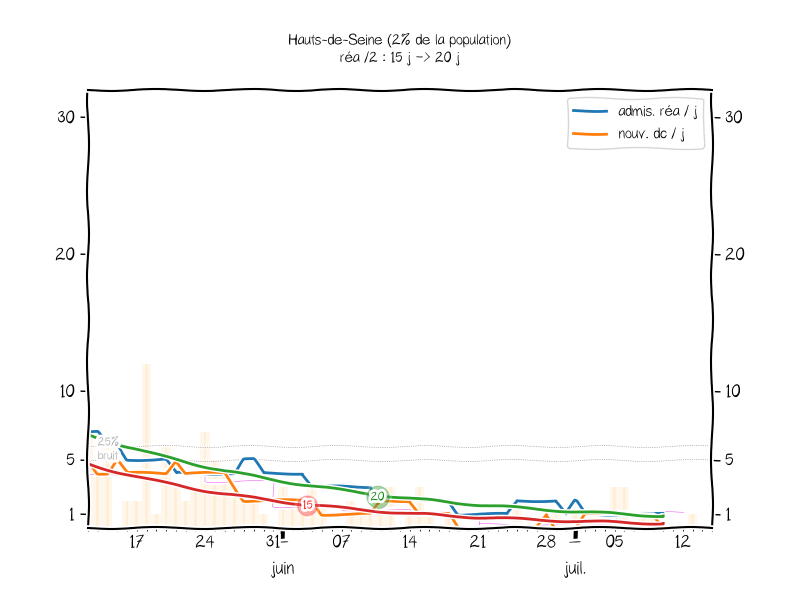 Hauts-de-Seine (2% de la population)
réa /2 : 15 j -> 20 j
admis. réa / j
nouv. dc / j
30
30
20
20
10
10
25%
bruit
5
5
20
15
1
1
17 24 31 07 14 21 28 05 12
juin juil.